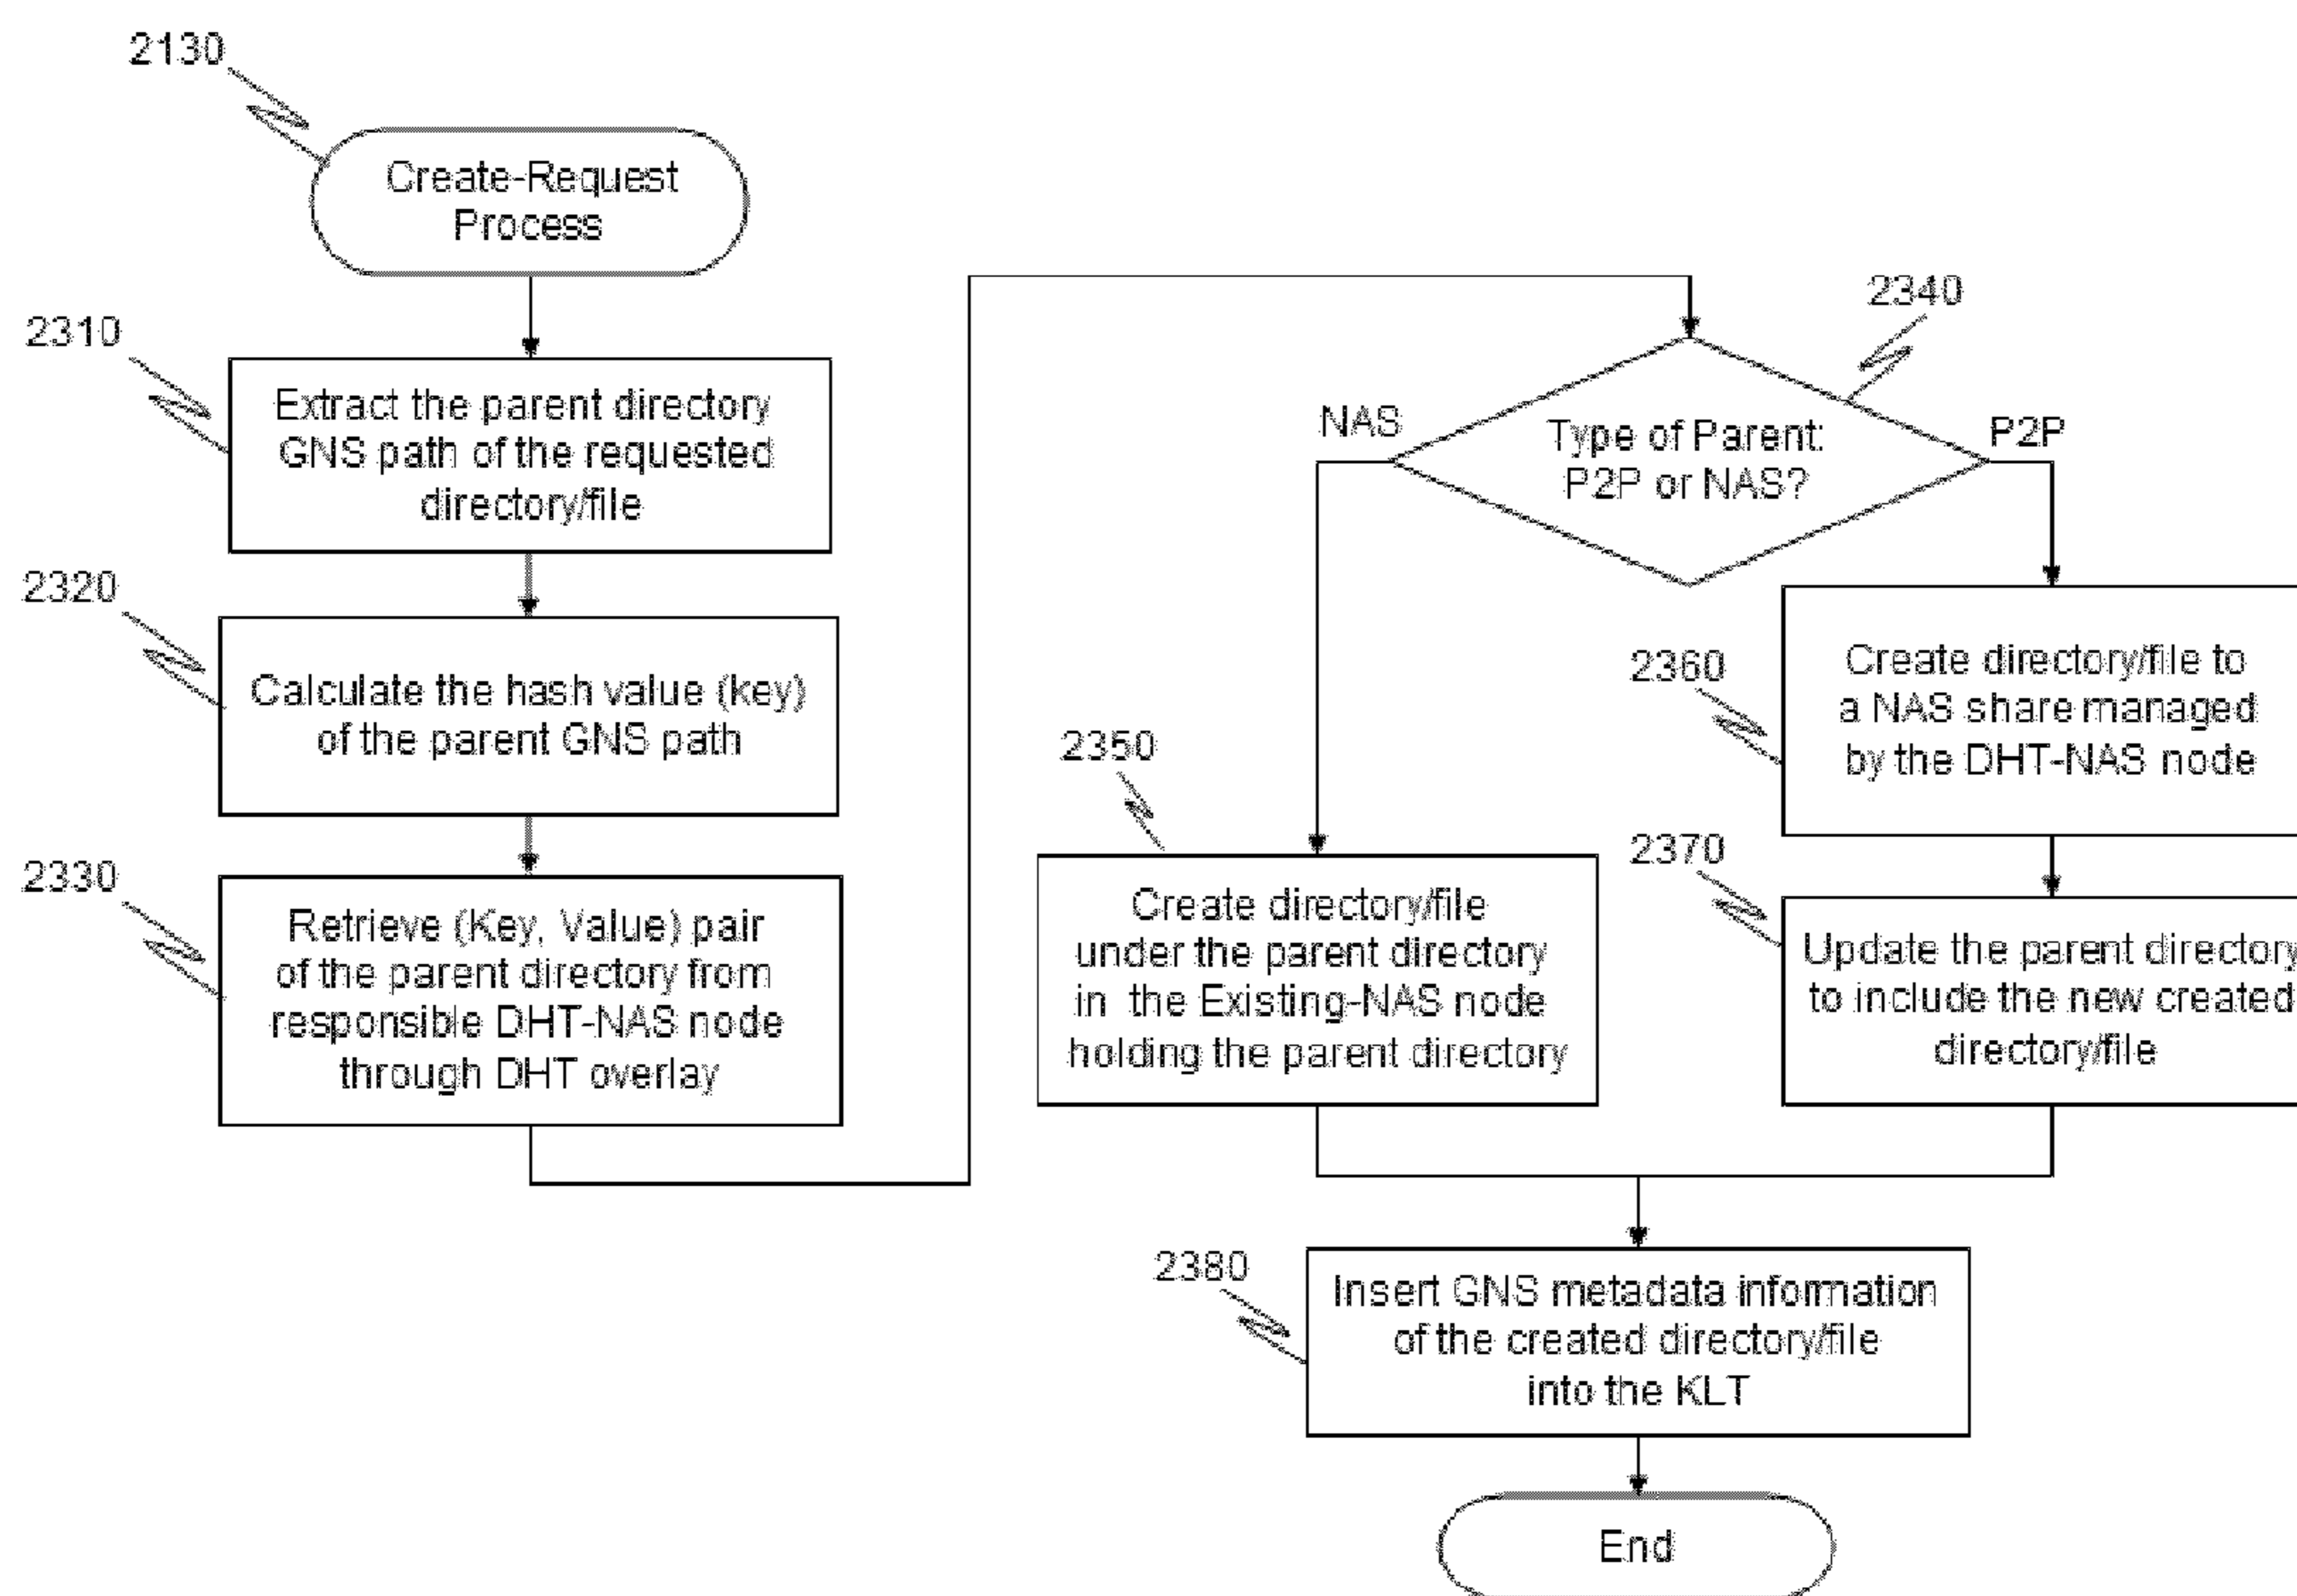 2130
Create-Request
Process
2310
Extract the parent directory
GNS path of the requested
directory/file
2320
Calculate the hash value (key)
of the parent GNS path
2330
Retrieve (Key, Value) pair
of the parent directory from
responsible DHT-NAS node
through DHT overlay
2340
NAS
Type of Parent:
P2P or NAS?
P2P
2350
Create directory/file
under the parent directory
in the Existing-NAS node
holding the parent directory
2360
Create directory/file to
a NAS share managed
by the DHT-NAS node
2370
Update the parent directory
to include the new created
directory/file
2380
Insert GNS metadata information
of the created directory/file
into the KLT
End